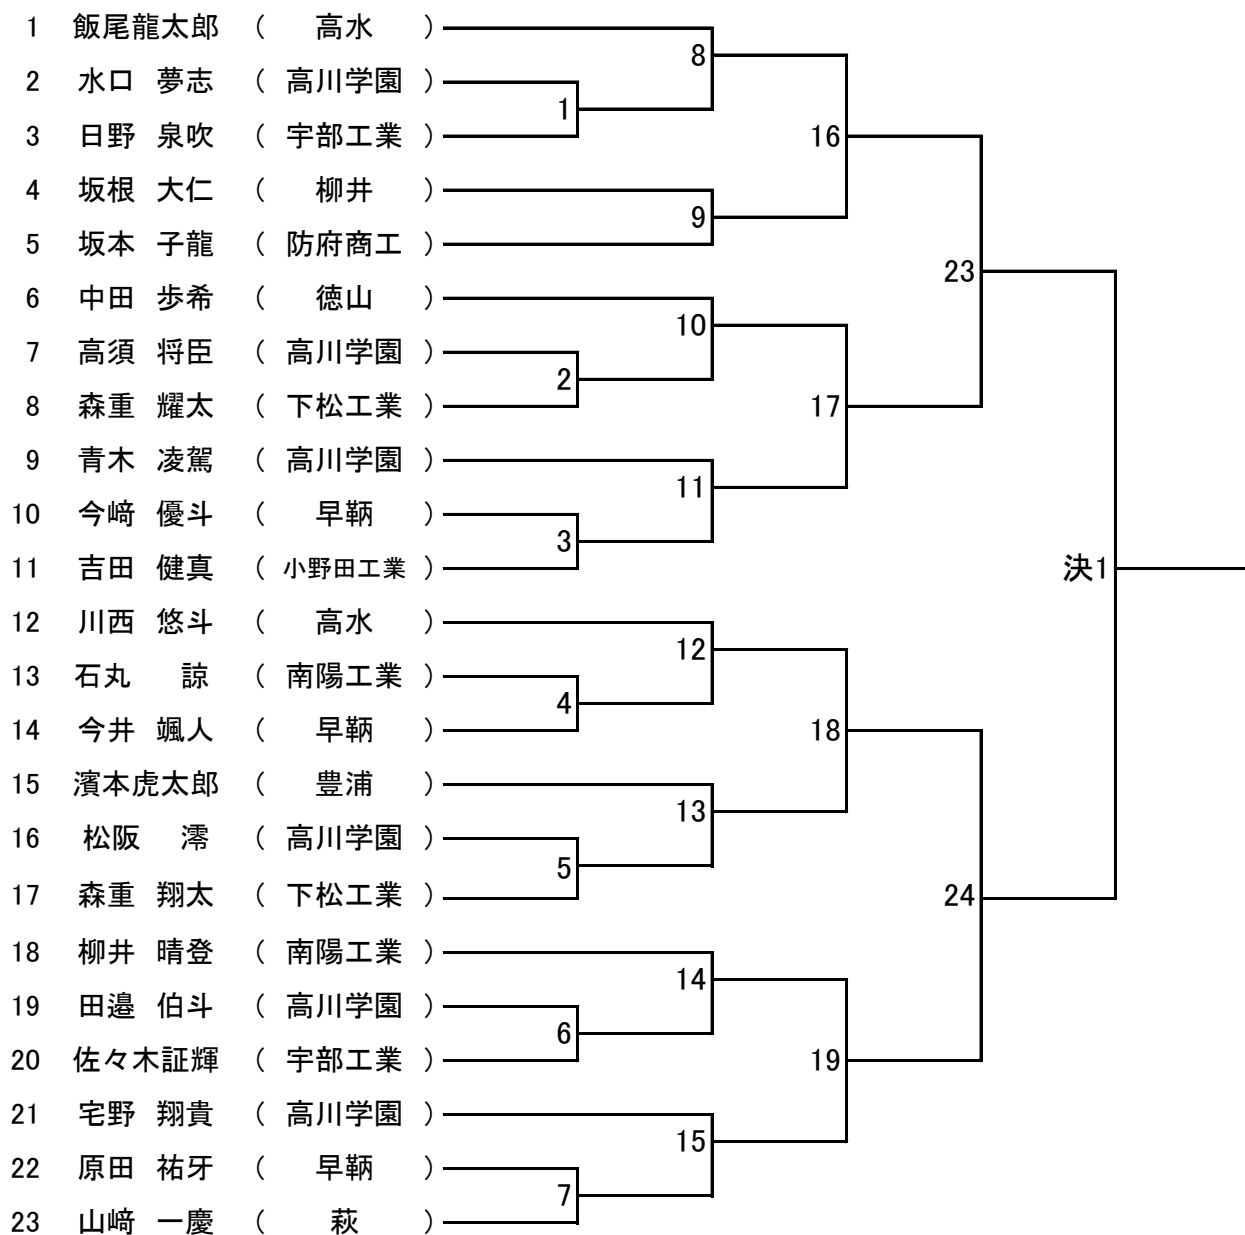 1 飯尾龍太郎 ( 高水 )
8
2 水口 夢志 ( 高川学園 )
1
3 日野 泉吹 ( 宇部工業 )
16
4 坂根 大仁 ( 柳井 )
9
5 坂本 子龍 ( 防府商工 )
23
6 中田 歩希 ( 徳山 )
10
7 高須 将臣 ( 高川学園 )
2
8 森重 耀太 ( 下松工業 )
17
9 青木 凌駕 ( 高川学園 )
11
10 今﨑 優斗 ( 早鞆 )
3
11 吉田 健真 ( 小野田工業 )
決1
12 川西 悠斗 ( 高水 )
12
13 石丸 諒 ( 南陽工業 )
4
14 今井 颯人 ( 早鞆 )
18
15 濱本虎太郎 ( 豊浦 )
13
16 松阪 澪 ( 高川学園 )
5
17 森重 翔太 ( 下松工業 )
24
18 柳井 晴登 ( 南陽工業 )
14
19 田邉 伯斗 ( 高川学園 )
6
20 佐々木証輝 ( 宇部工業 )
19
21 宅野 翔貴 ( 高川学園 )
15
22 原田 祐牙 ( 早鞆 )
7
23 山﨑 一慶 ( 萩 )